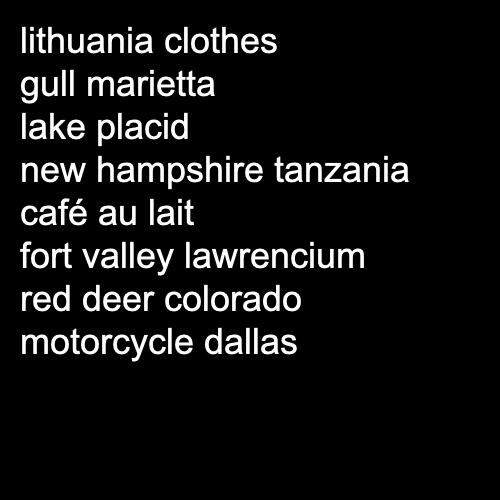 lithuania clothes
gull marietta
lake placid
new hampshire tanzania
café au lait
fort valley lawrencium
red deer colorado
motorcycle dallas